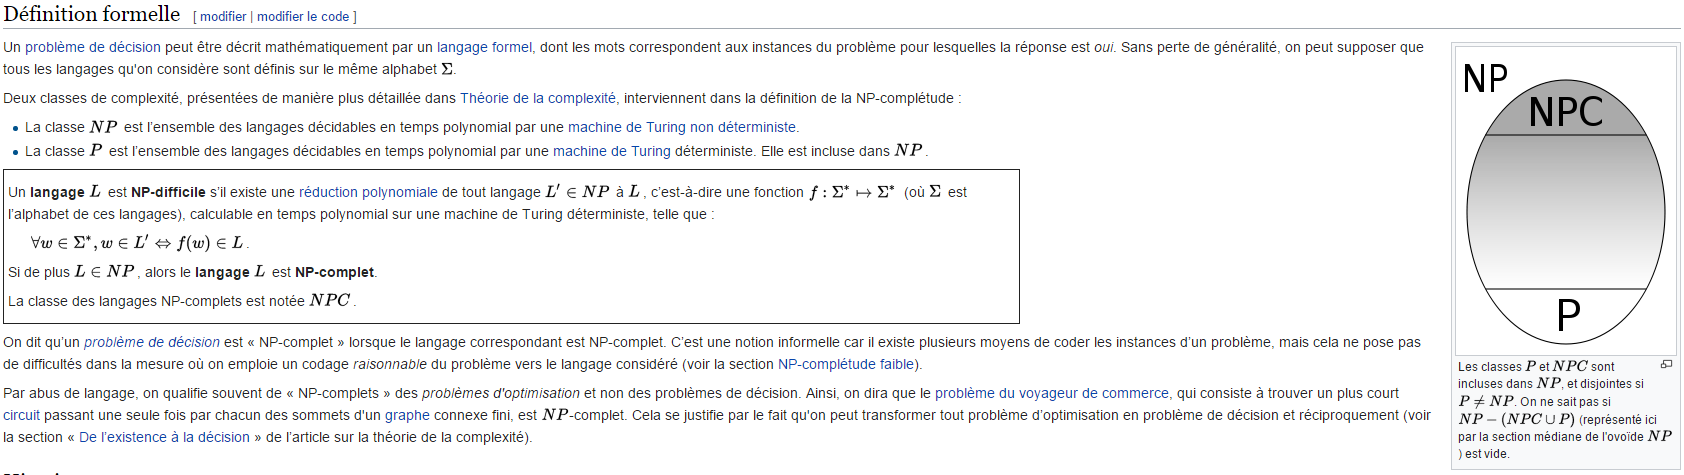 Définition formelle [ modifier | modifier le code ]
Un problème de décision peut être décrit mathématiquement par un langage formel, dont les mots correspondent aux instances du problème pour lesquelles la réponse est oui. Sans perte de généralité, on peut supposer que
tous les langages qu'on considère sont définis sur le même alphabet Σ.
Deux classes de complexité, présentées de manière plus détaillée dans Théorie de la complexité, interviennent dans la définition de la NP-complétude :
• La classe NP est l’ensemble des langages décidables en temps polynomial par une machine de Turing non déterministe.
• La classe P est l’ensemble des langages décidables en temps polynomial par une machine de Turing déterministe. Elle est incluse dans NP.
Un langage L est NP-difficile s’il existe une réduction polynomiale de tout langage L′ ∈ NP à L, c’est-à-dire une fonction f : Σ* ↦ Σ* (où Σ est
l’alphabet de ces langages), calculable en temps polynomial sur une machine de Turing déterministe, telle que :
∀w ∈ Σ*, w ∈ L′ ⇔ f(w) ∈ L.
Si de plus L ∈ NP, alors le langage L est NP-complet.
La classe des langages NP-complets est notée NPC.
On dit qu’un problème de décision est « NP-complet » lorsque le langage correspondant est NP-complet. C’est une notion informelle car il existe plusieurs moyens de coder les instances d’un problème, mais cela ne pose pas
de difficultés dans la mesure où on emploie un codage raisonnable du problème vers le langage considéré (voir la section NP-complétude faible).
Par abus de langage, on qualifie souvent de « NP-complets » des problèmes d'optimisation et non des problèmes de décision. Ainsi, on dira que le problème du voyageur de commerce, qui consiste à trouver un plus court
circuit passant une seule fois par chacun des sommets d'un graphe connexe fini, est NP-complet. Cela se justifie par le fait qu'on peut transformer tout problème d’optimisation en problème de décision et réciproquement (voir
la section « De l’existence à la décision » de l’article sur la théorie de la complexité).
NP
NPC
P
Les classes P et NPC sont
incluses dans NP, et disjointes si
P ≠ NP. On ne sait pas si
NP − (NPC ∪ P) (représenté ici
par la section médiane de l'ovoïde NP
) est vide.